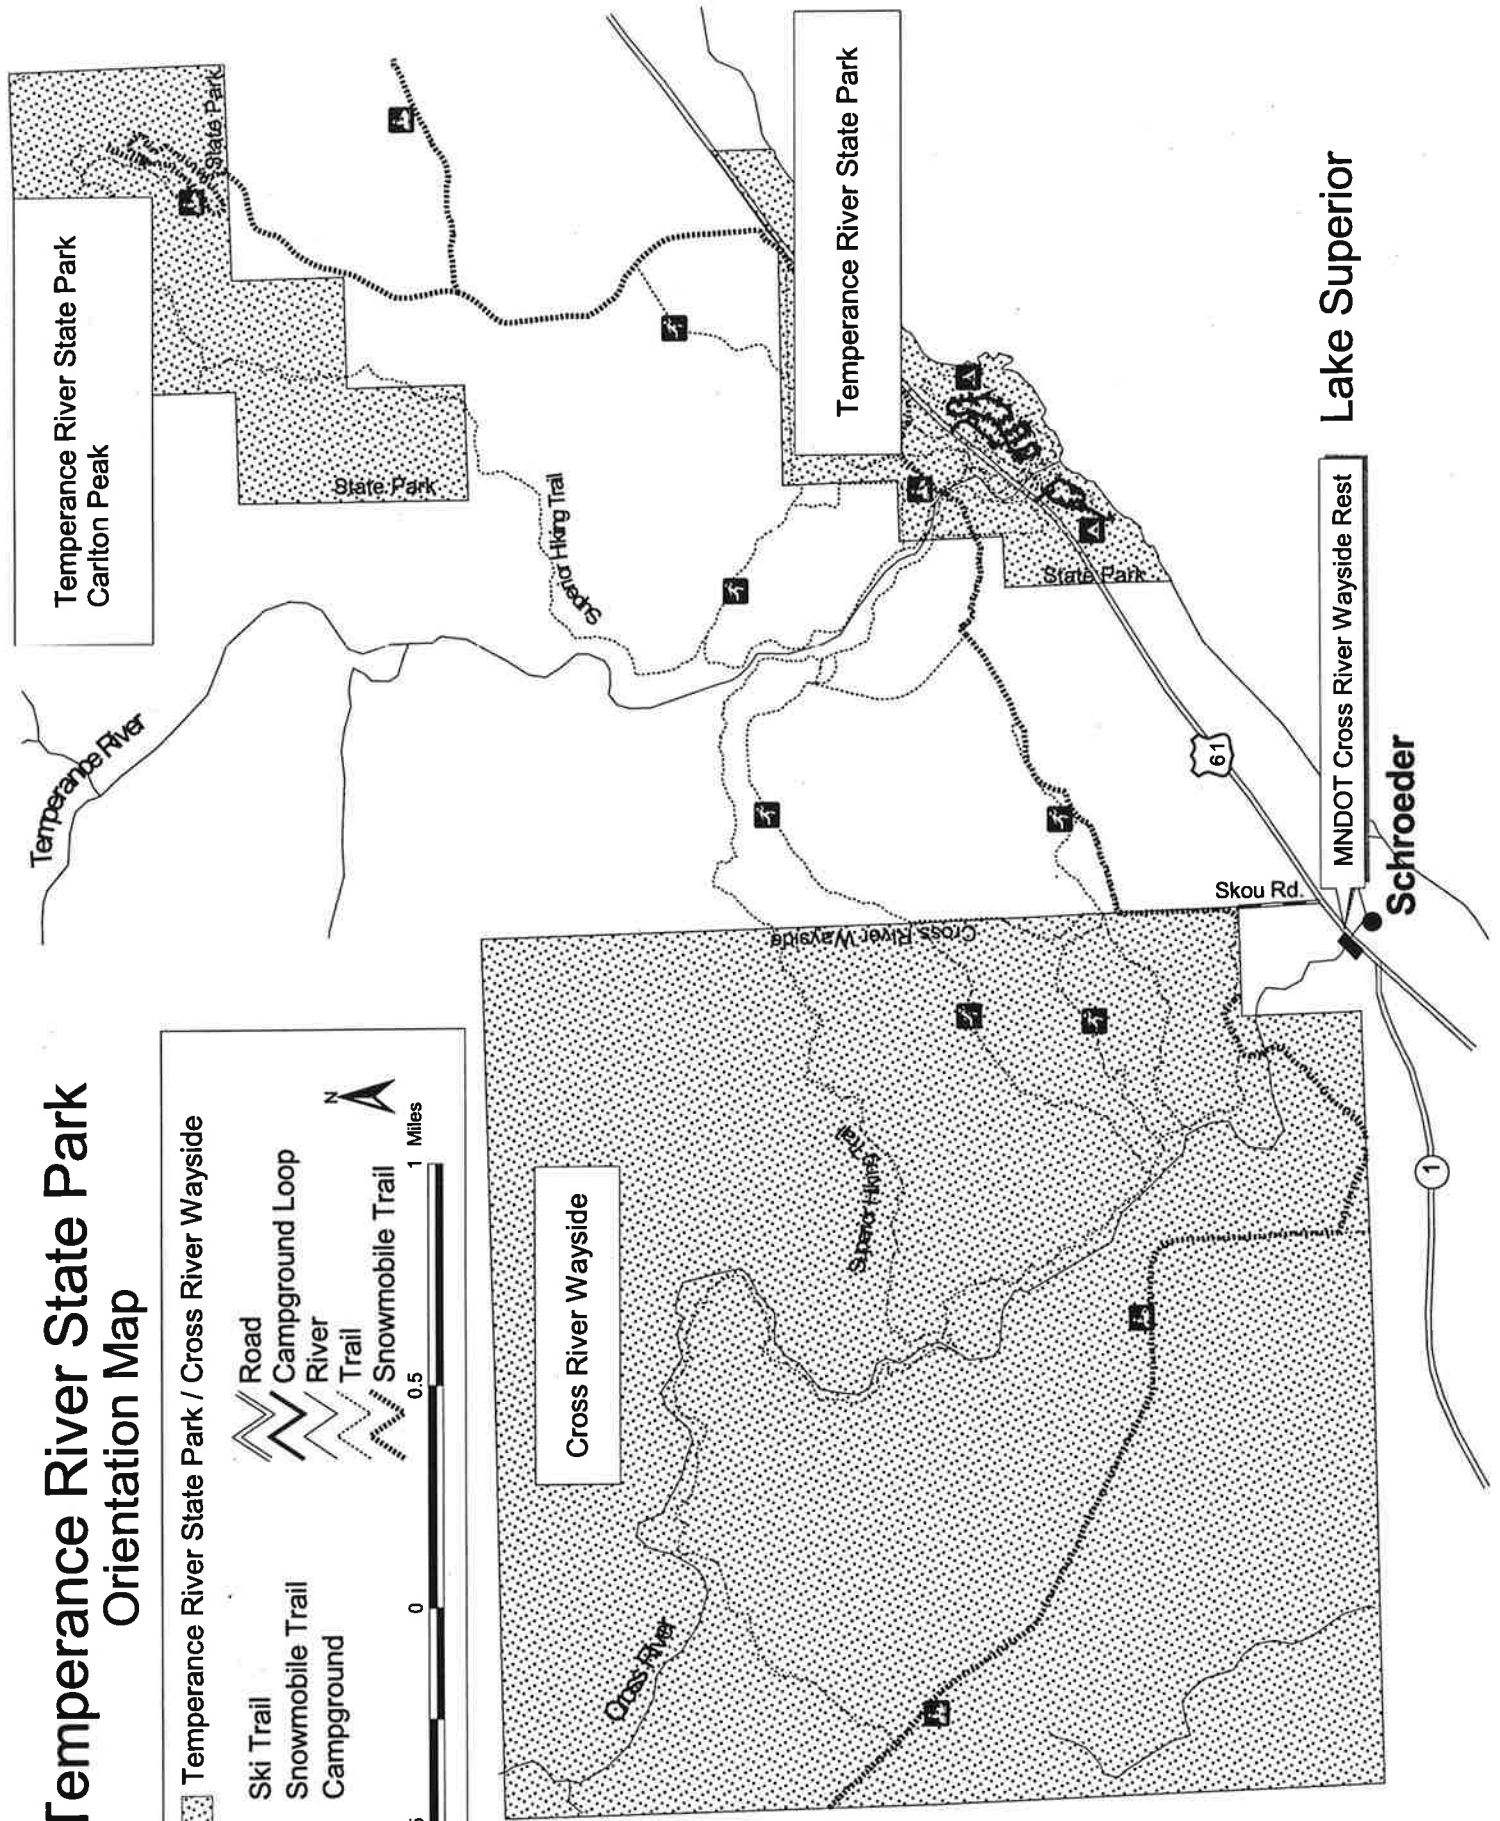 Temperance River State Park
Orientation Map
Temperance River State Park / Cross River Wayside
Ski Trail
Snowmobile Trail
Campground
Road
Campground Loop
River
Trail
Snowmobile Trail
N
0
0.5
1 Miles
Temperance River
Temperance River State Park
Carlton Peak
State Park
State Park
Superior Hiking Trail
Temperance River State Park
State Park
Lake Superior
61
MNDOT Cross River Wayside Rest
Schroeder
Skou Rd.
Cross River Wayside
Cross River Wayside
Superior Hiking Trail
Cross River
1